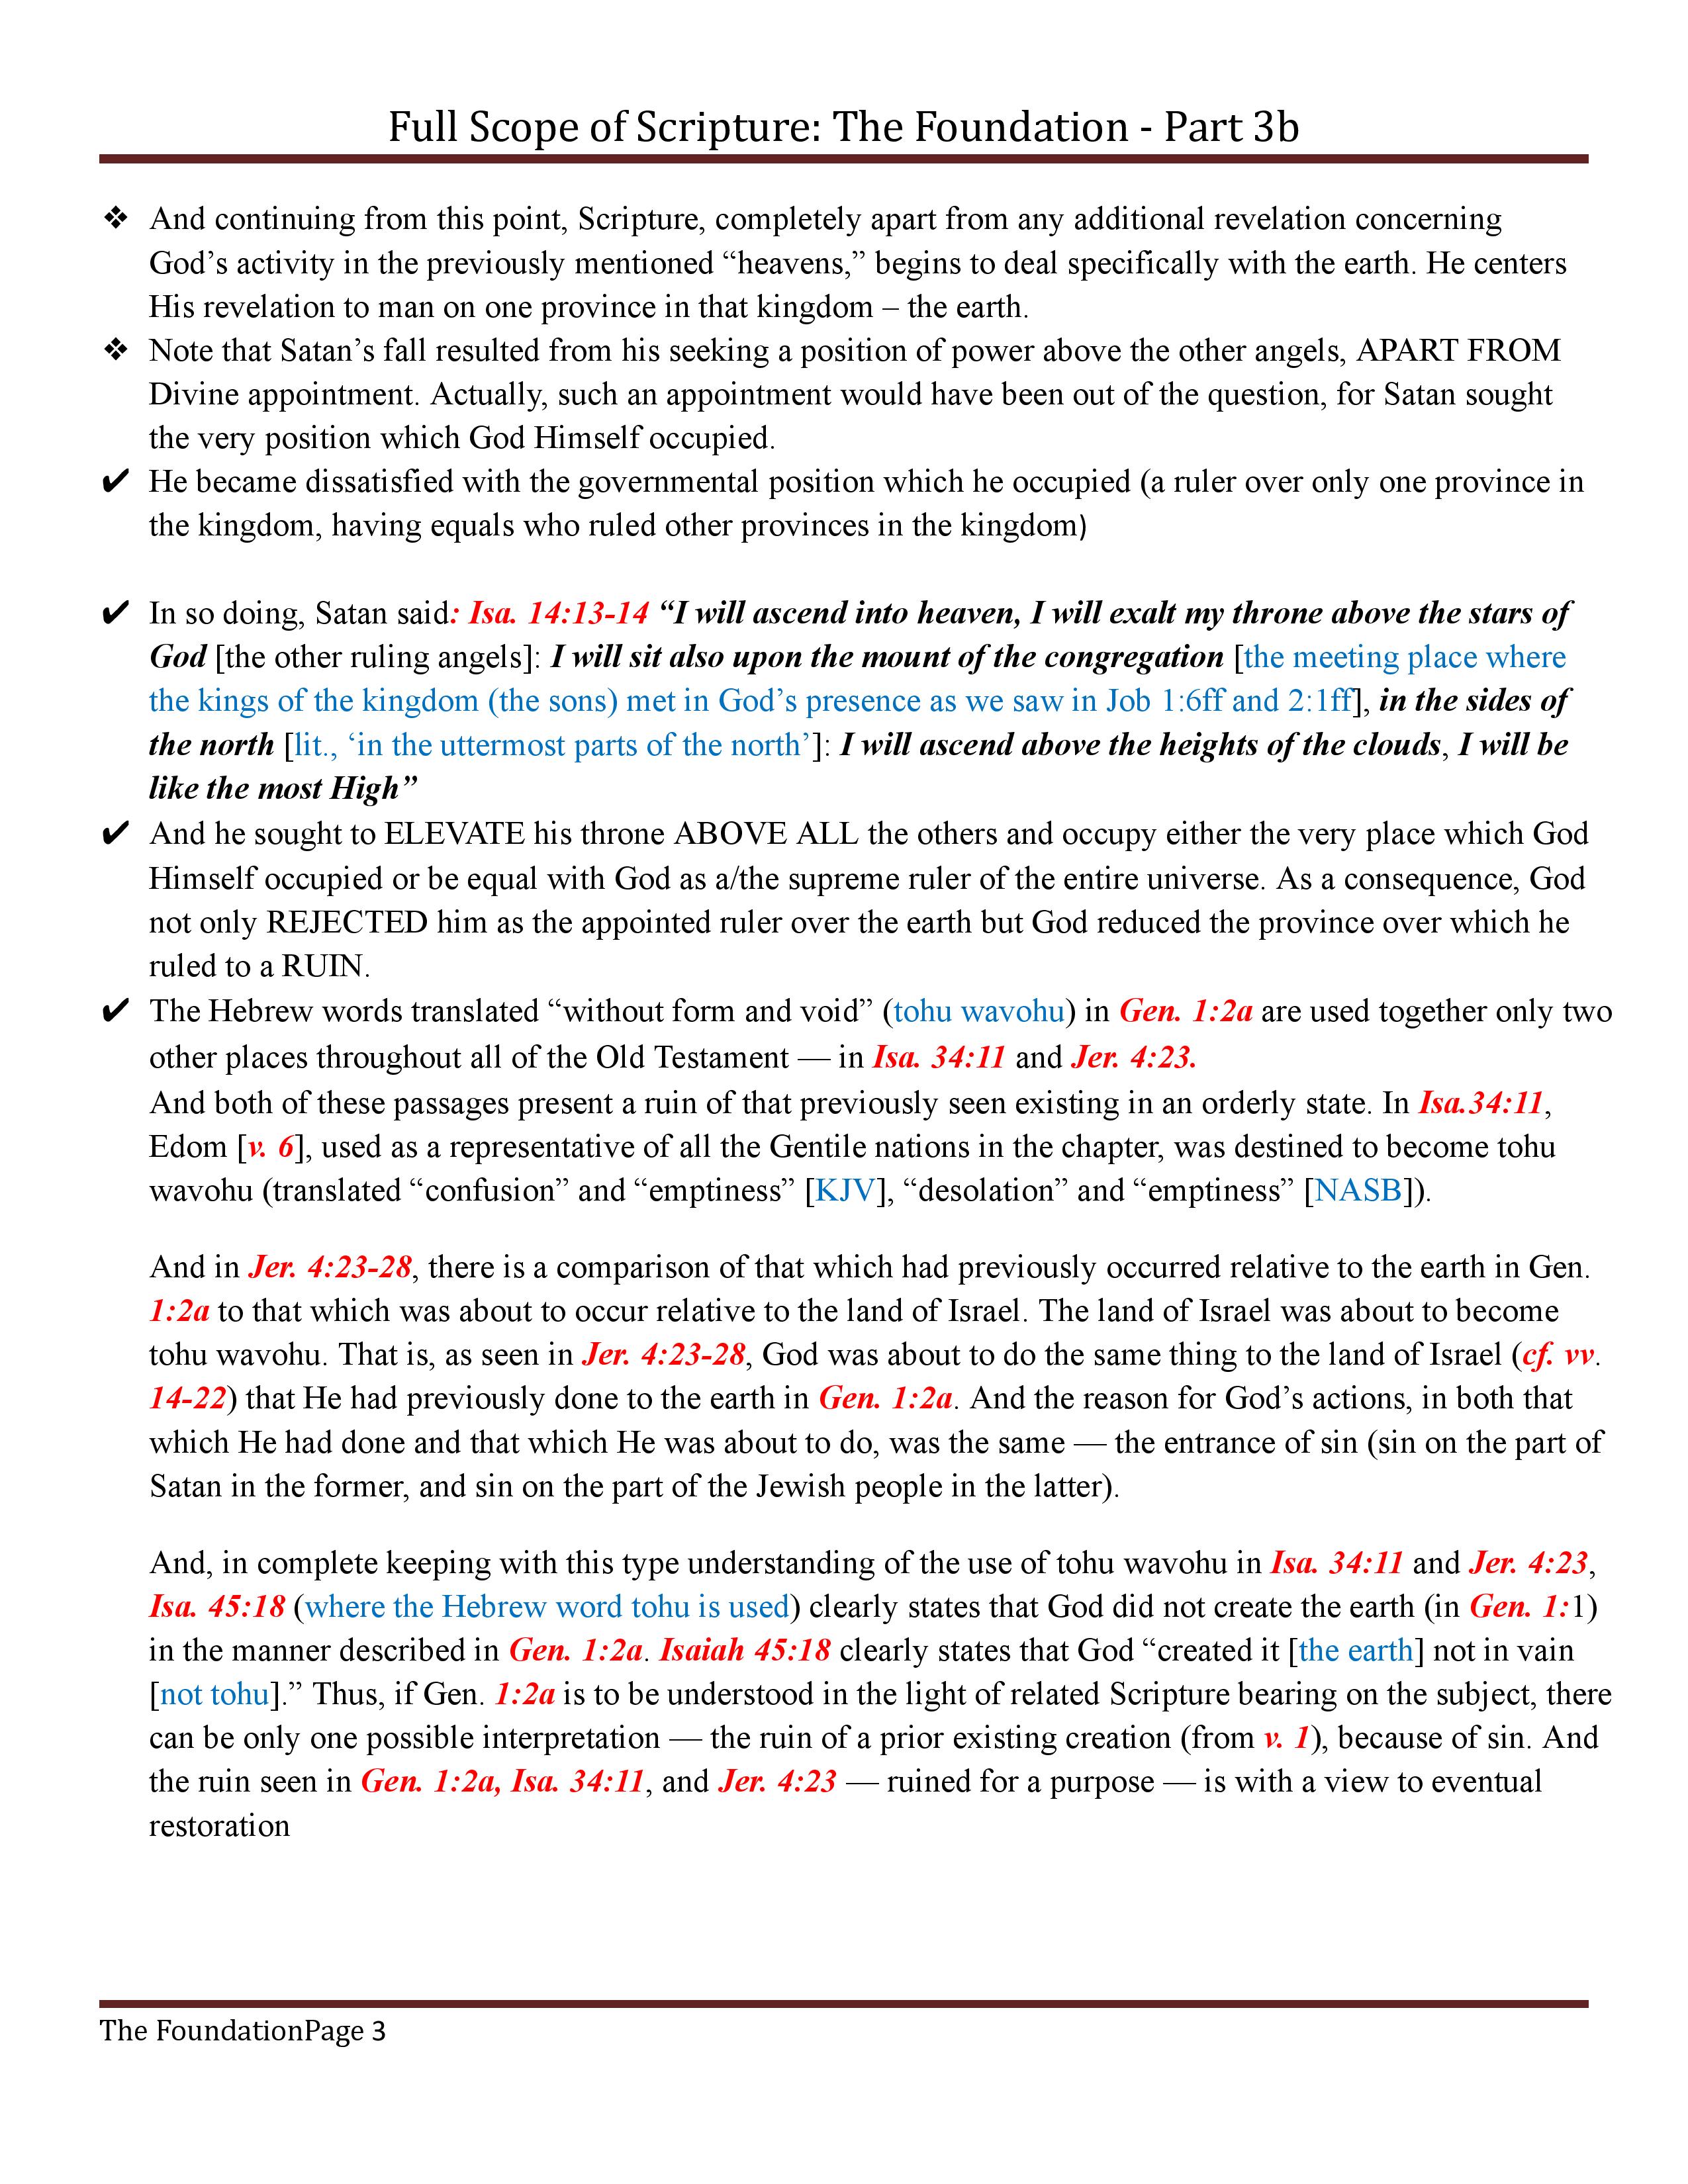 Full Scope of Scripture: The Foundation - Part 3b
❖ And continuing from this point, Scripture, completely apart from any additional revelation concerning
God’s activity in the previously mentioned “heavens,” begins to deal specifically with the earth. He centers
His revelation to man on one province in that kingdom – the earth.
❖ Note that Satan’s fall resulted from his seeking a position of power above the other angels, APART FROM
Divine appointment. Actually, such an appointment would have been out of the question, for Satan sought
the very position which God Himself occupied.
✔ He became dissatisfied with the governmental position which he occupied (a ruler over only one province in
the kingdom, having equals who ruled other provinces in the kingdom)
✔ In so doing, Satan said: Isa. 14:13-14 “I will ascend into heaven, I will exalt my throne above the stars of
God [the other ruling angels]: I will sit also upon the mount of the congregation [the meeting place where
the kings of the kingdom (the sons) met in God’s presence as we saw in Job 1:6ff and 2:1ff], in the sides of
the north [lit., ‘in the uttermost parts of the north’]: I will ascend above the heights of the clouds, I will be
like the most High”
✔ And he sought to ELEVATE his throne ABOVE ALL the others and occupy either the very place which God
Himself occupied or be equal with God as a/the supreme ruler of the entire universe. As a consequence, God
not only REJECTED him as the appointed ruler over the earth but God reduced the province over which he
ruled to a RUIN.
✔ The Hebrew words translated “without form and void” (tohu wavohu) in Gen. 1:2a are used together only two
other places throughout all of the Old Testament — in Isa. 34:11 and Jer. 4:23.
And both of these passages present a ruin of that previously seen existing in an orderly state. In Isa.34:11,
Edom [v. 6], used as a representative of all the Gentile nations in the chapter, was destined to become tohu
wavohu (translated “confusion” and “emptiness” [KJV], “desolation” and “emptiness” [NASB]).
And in Jer. 4:23-28, there is a comparison of that which had previously occurred relative to the earth in Gen.
1:2a to that which was about to occur relative to the land of Israel. The land of Israel was about to become
tohu wavohu. That is, as seen in Jer. 4:23-28, God was about to do the same thing to the land of Israel (cf. vv.
14-22) that He had previously done to the earth in Gen. 1:2a. And the reason for God’s actions, in both that
which He had done and that which He was about to do, was the same — the entrance of sin (sin on the part of
Satan in the former, and sin on the part of the Jewish people in the latter).
And, in complete keeping with this type understanding of the use of tohu wavohu in Isa. 34:11 and Jer. 4:23,
Isa. 45:18 (where the Hebrew word tohu is used) clearly states that God did not create the earth (in Gen. 1:1)
in the manner described in Gen. 1:2a. Isaiah 45:18 clearly states that God “created it [the earth] not in vain
[not tohu].” Thus, if Gen. 1:2a is to be understood in the light of related Scripture bearing on the subject, there
can be only one possible interpretation — the ruin of a prior existing creation (from v. 1), because of sin. And
the ruin seen in Gen. 1:2a, Isa. 34:11, and Jer. 4:23 — ruined for a purpose — is with a view to eventual
restoration
The FoundationPage 3